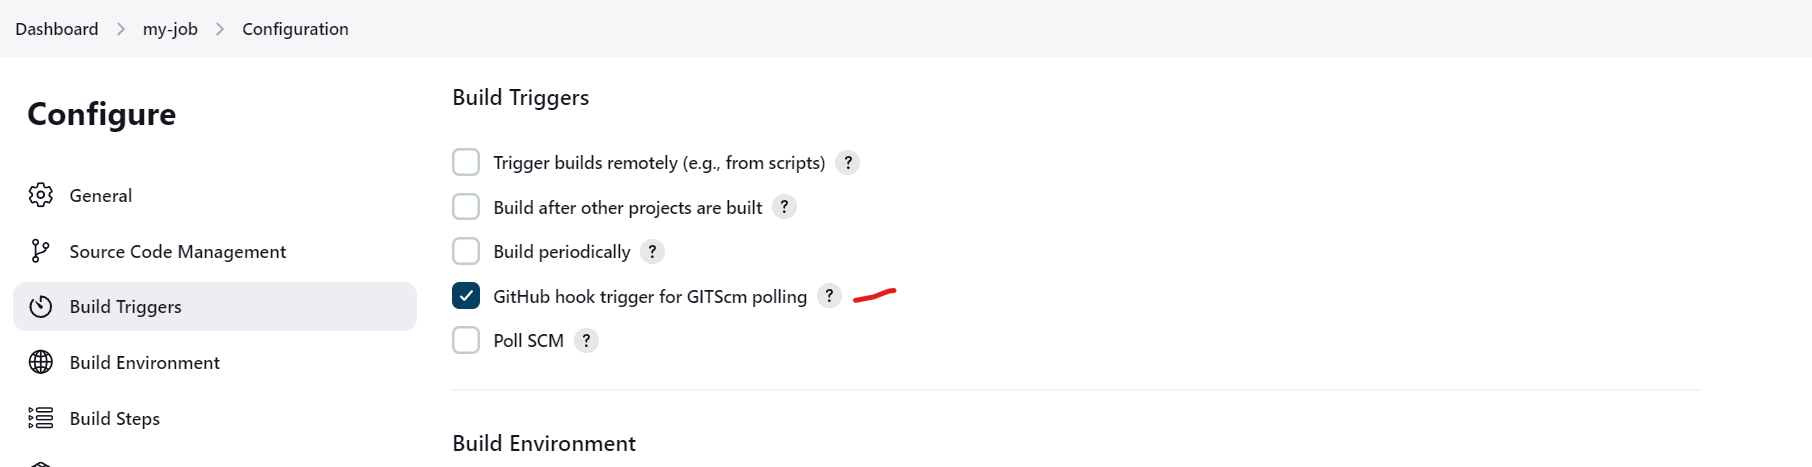 Dashboard > my-job > Configuration
Configure
General
Source Code Management
Build Triggers
Build Environment
Build Steps
Build Triggers
Trigger builds remotely (e.g., from scripts) ?
Build after other projects are built ?
Build periodically ?
GitHub hook trigger for GITScm polling ?
Poll SCM ?
Build Environment